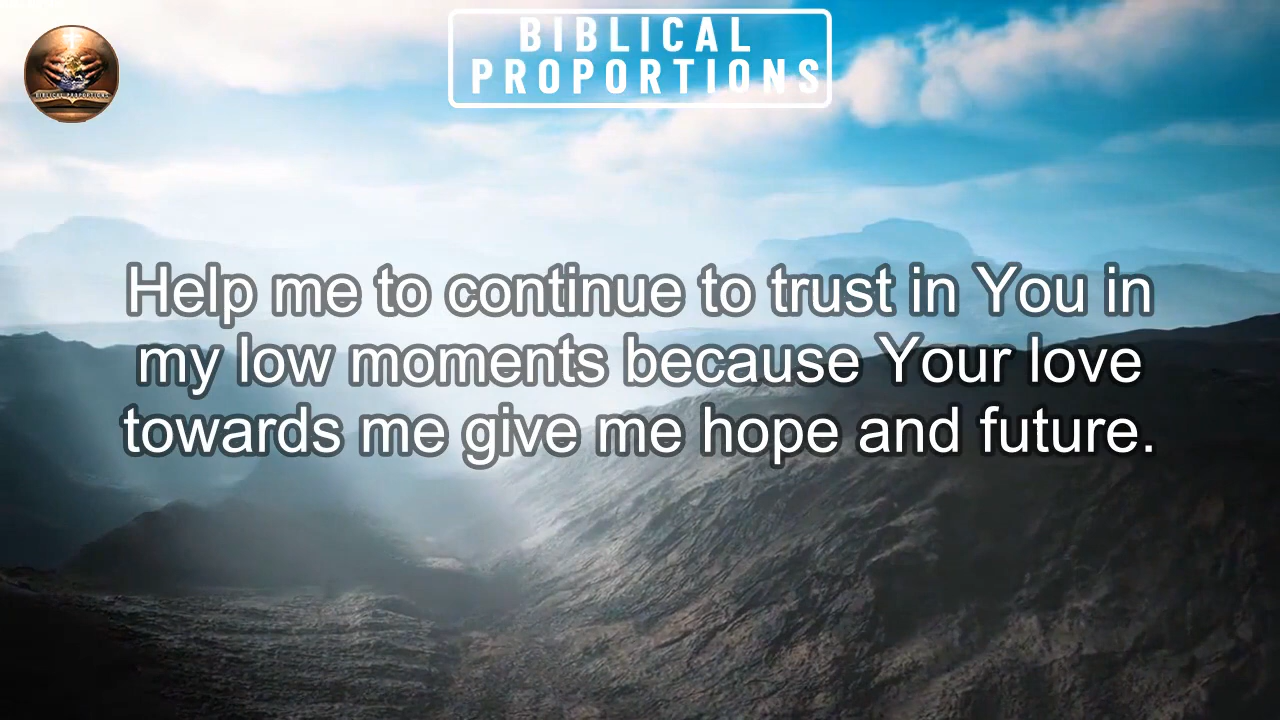 BIBLICAL
PROPORTIONS
Help me to continue to trust in You in
my low moments because Your love
towards me give me hope and future.